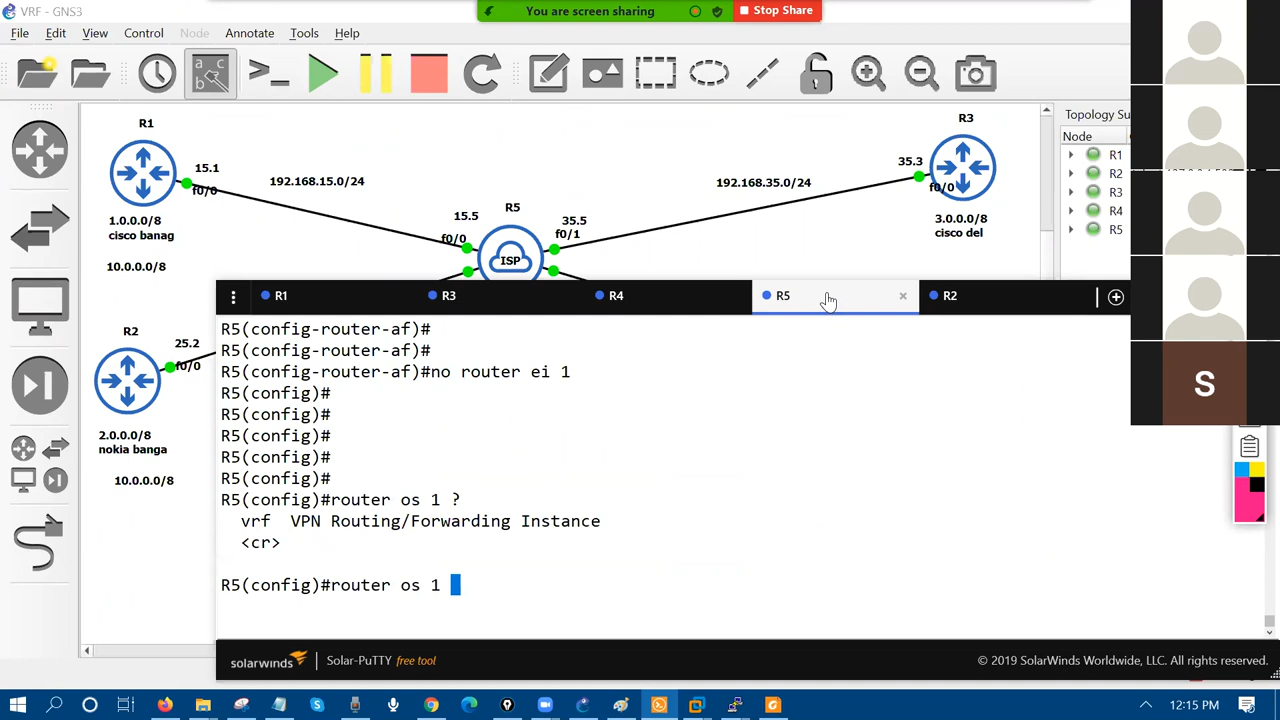 VRF - GNS3
You are screen sharing
Stop Share
File Edit View Control Node Annotate Tools Help
R1
15.1
f0/0
192.168.15.0/24
1.0.0.0/8
cisco banag
10.0.0.0/8
R5
15.5
f0/0
35.5
f0/1
ISP
192.168.35.0/24
R3
35.3
f0/0
3.0.0.0/8
cisco del
R2
25.2
f0/0
2.0.0.0/8
nokia banga
10.0.0.0/8
Topology Su
Node
R1
R2
R3
R4
R5
R1 R3 R4 R5 × R2
R5(config-router-af)#
R5(config-router-af)#
R5(config-router-af)#no router ei 1
R5(config)#
R5(config)#
R5(config)#
R5(config)#
R5(config)#
R5(config)#router os 1 ?
vrf VPN Routing/Forwarding Instance
<cr>
R5(config)#router os 1
S
solarwinds Solar-PuTTY free tool
© 2019 SolarWinds Worldwide, LLC. All rights reserved.
12:15 PM